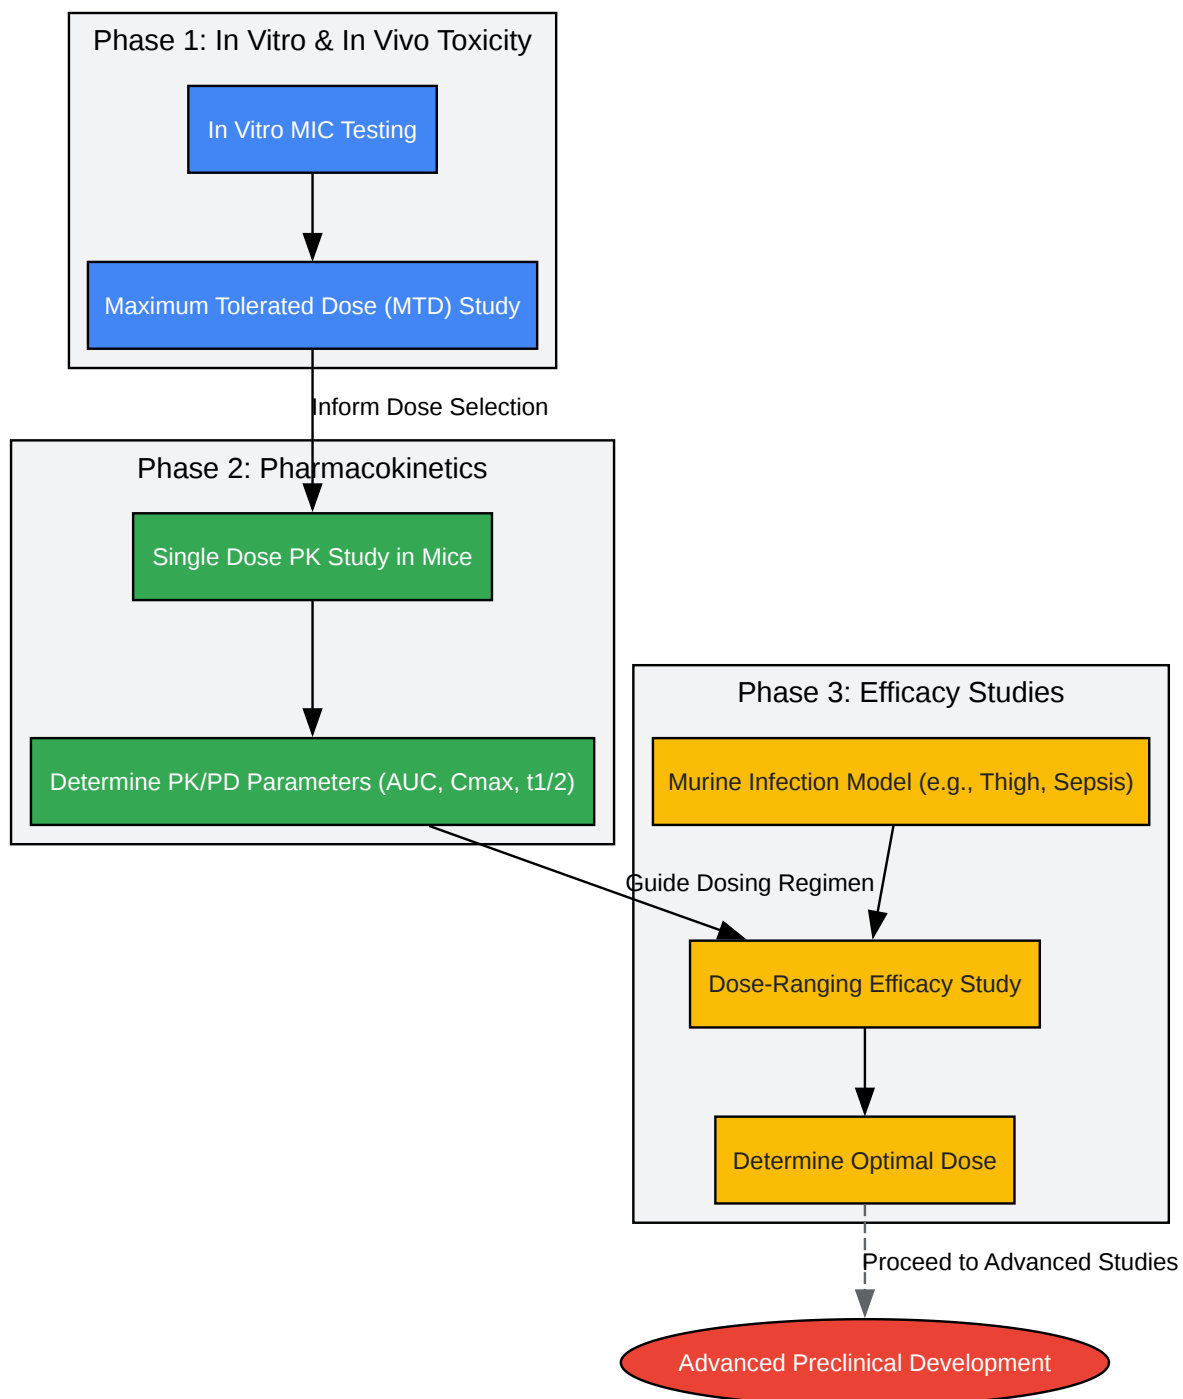 Phase 1: In Vitro & In Vivo Toxicity
In Vitro MIC Testing
Maximum Tolerated Dose (MTD) Study
Inform Dose Selection
Phase 2: Pharmacokinetics
Single Dose PK Study in Mice
Determine PK/PD Parameters (AUC, Cmax, t1/2)
Phase 3: Efficacy Studies
Murine Infection Model (e.g., Thigh, Sepsis)
Guide Dosing Regimen
Dose-Ranging Efficacy Study
Determine Optimal Dose
Proceed to Advanced Studies
Advanced Preclinical Development